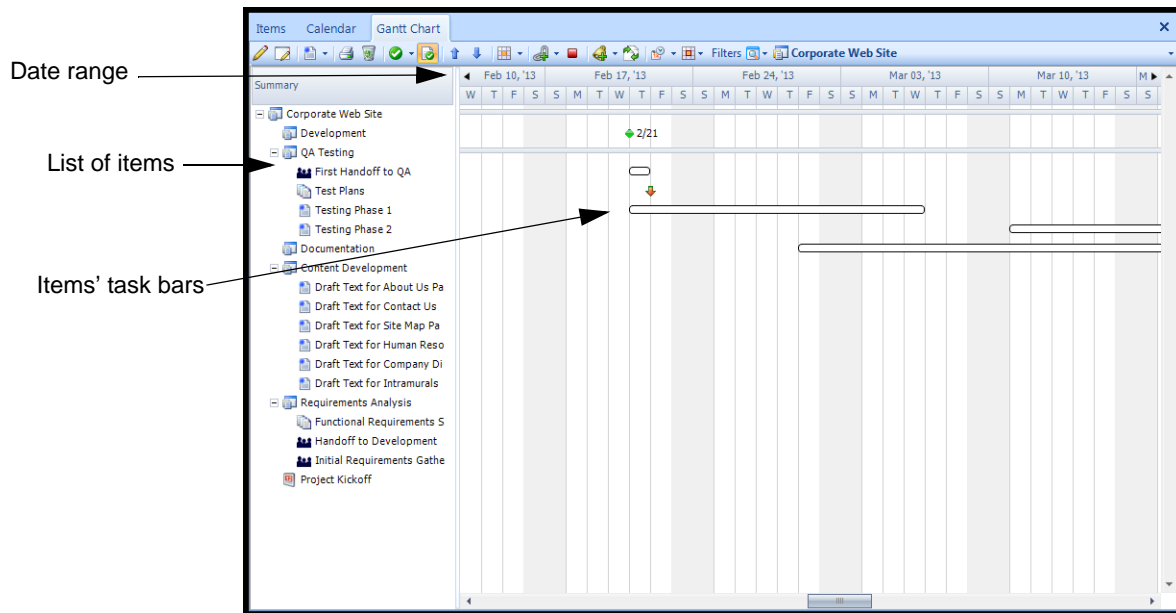 Items Calendar Gantt Chart
Filters Corporate Web Site
Date range
Feb 10, '13 Feb 17, '13 Feb 24, '13 Mar 03, '13 Mar 10, '13 M
Summary
W T F S S M T W T F S S M T W T F S S M T W T F S S M T W T F S S
Corporate Web Site
Development
2/21
QA Testing
List of items
First Handoff to QA
Test Plans
Testing Phase 1
Testing Phase 2
Documentation
Content Development
Items’ task bars
Draft Text for About Us Pa
Draft Text for Contact Us
Draft Text for Site Map Pa
Draft Text for Human Reso
Draft Text for Company Di
Draft Text for Intramurals
Requirements Analysis
Functional Requirements S
Handoff to Development
Initial Requirements Gathe
Project Kickoff